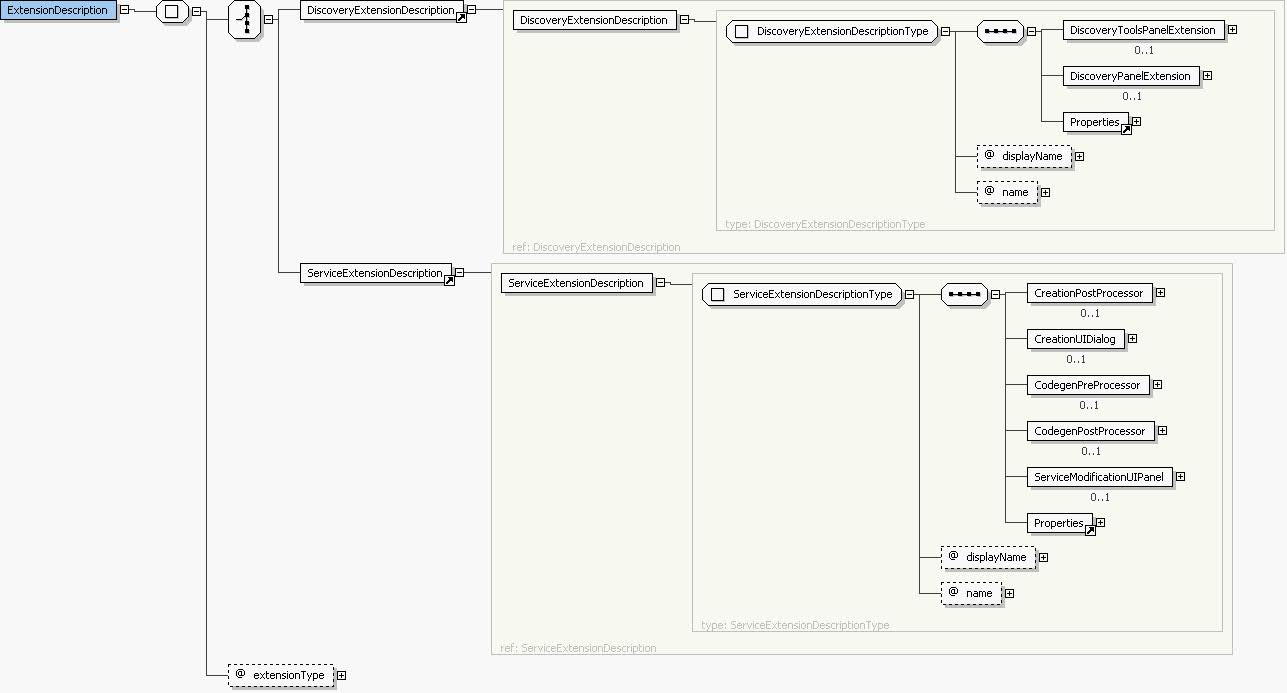 ExtensionDescription
DiscoveryExtensionDescription
DiscoveryExtensionDescription
DiscoveryExtensionDescriptionType
DiscoveryToolsPanelExtension
0..1
DiscoveryPanelExtension
0..1
Properties
@ displayName
@ name
type: DiscoveryExtensionDescriptionType
ref: DiscoveryExtensionDescription
ServiceExtensionDescription
ServiceExtensionDescription
ServiceExtensionDescriptionType
CreationPostProcessor
0..1
CreationUIDialog
0..1
CodegenPreProcessor
0..1
CodegenPostProcessor
0..1
ServiceModificationUIPanel
0..1
Properties
@ displayName
@ name
type: ServiceExtensionDescriptionType
ref: ServiceExtensionDescription
@ extensionType